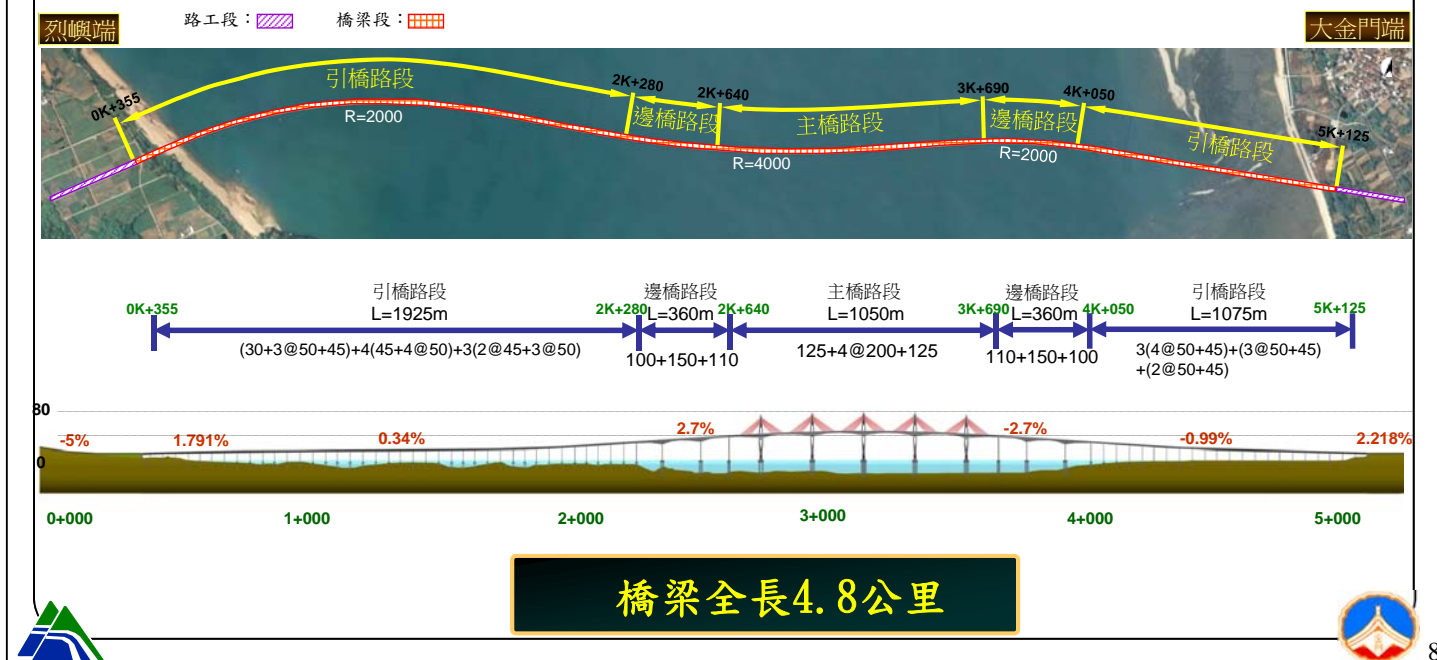 烈嶼端
路工段：
橋梁段：
大金門端
0K+355
引橋路段
R=2000
2K+280
邊橋路段
2K+640
主橋路段
R=4000
3K+690
邊橋路段
R=2000
4K+050
引橋路段
5K+125
0K+355
引橋路段
L=1925m
(30+3@50+45)+4(45+4@50)+3(2@45+3@50)
2K+280
邊橋路段
L=360m
100+150+110
2K+640
主橋路段
L=1050m
125+4@200+125
3K+690
邊橋路段
L=360m
110+150+100
4K+050
引橋路段
L=1075m
3(4@50+45)+(3@50+45)
+(2@50+45)
5K+125
80
-5%
1.791%
0.34%
2.7%
-2.7%
-0.99%
2.218%
0
0+000
1+000
2+000
3+000
4+000
5+000
橋梁全長4.8公里
8